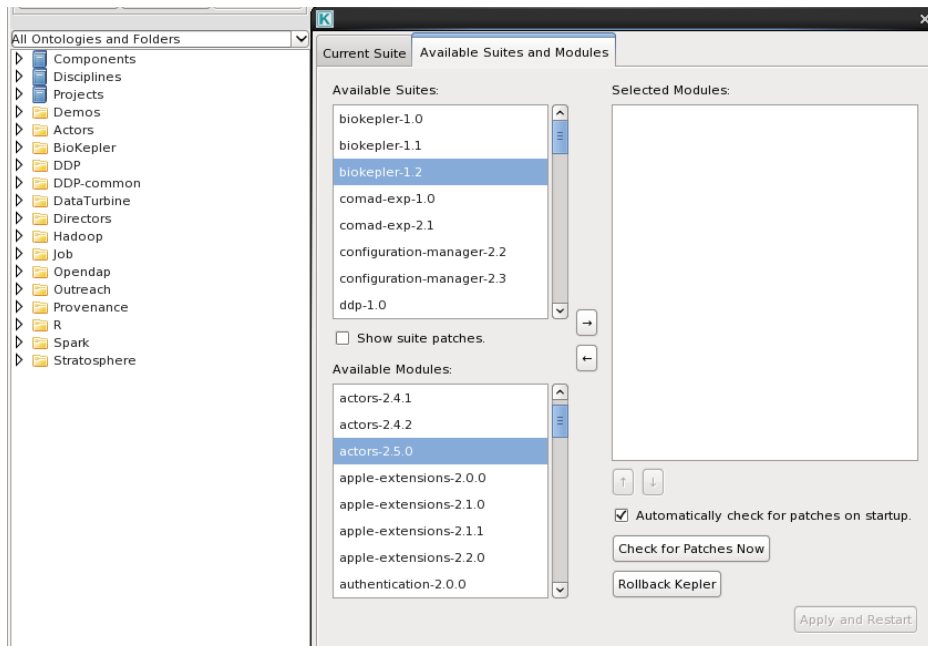 All Ontologies and Folders
Components
Disciplines
Projects
Demos
Actors
BioKepler
DDP
DDP-common
DataTurbine
Directors
Hadoop
Job
Opendap
Outreach
Provenance
R
Spark
Stratosphere
K
Current Suite
Available Suites and Modules
Available Suites:
biokepler-1.0
biokepler-1.1
biokepler-1.2
comad-exp-1.0
comad-exp-2.1
configuration-manager-2.2
configuration-manager-2.3
ddp-1.0
Show suite patches.
Available Modules:
actors-2.4.1
actors-2.4.2
actors-2.5.0
apple-extensions-2.0.0
apple-extensions-2.1.0
apple-extensions-2.1.1
apple-extensions-2.2.0
authentication-2.0.0
→
←
Selected Modules:
↑ ↓
Automatically check for patches on startup.
Check for Patches Now
Rollback Kepler
Apply and Restart